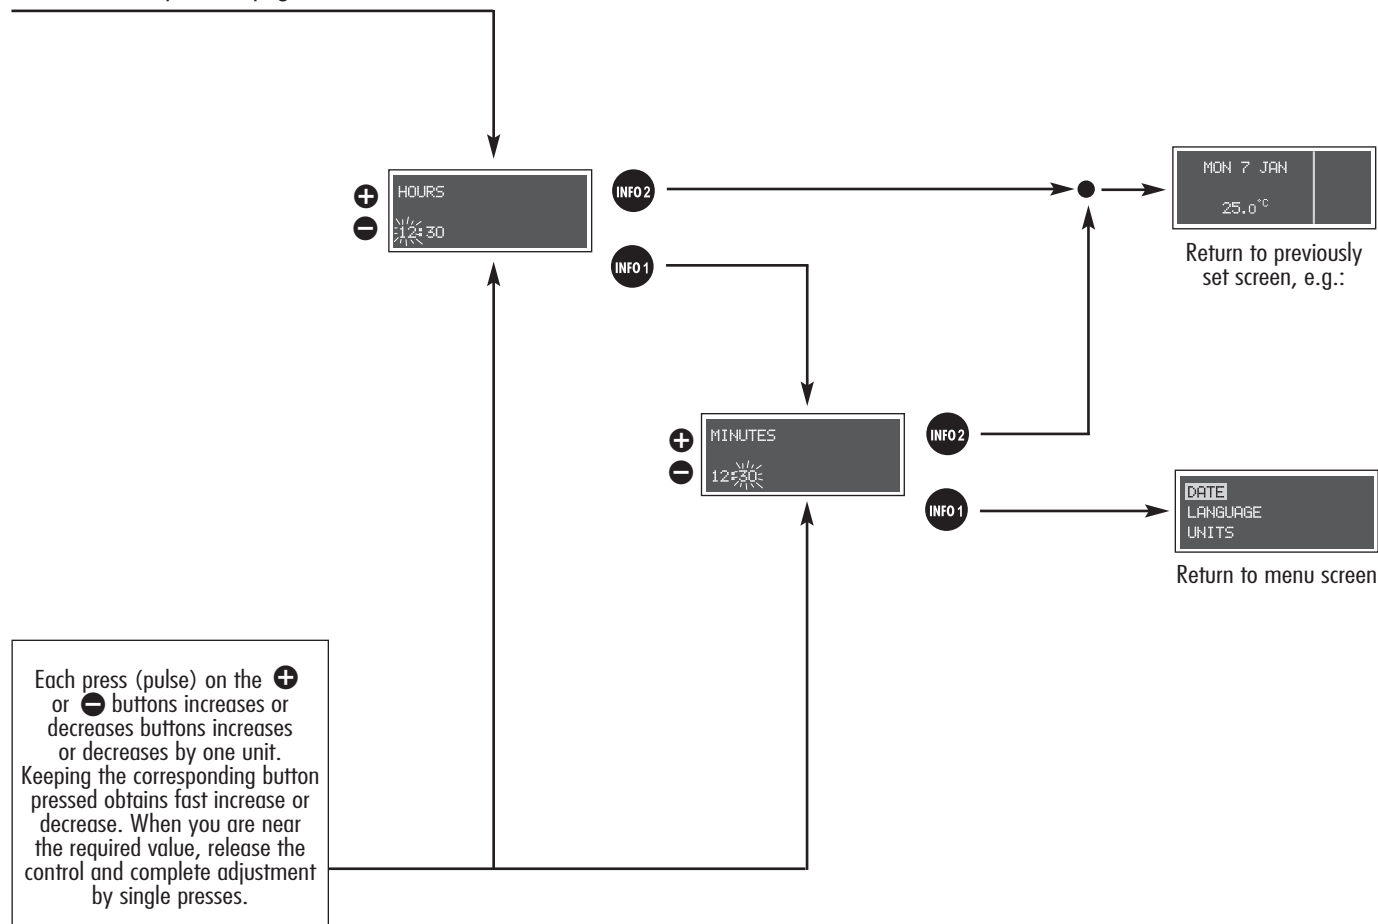 HOURS
12:30
INFO 2
INFO 1
MON 7 JAN
25.0°C
Return to previously
set screen, e.g.:
MINUTES
12:30
INFO 2
INFO 1
DATE
LANGUAGE
UNITS
Return to menu screen
Each press (pulse) on the +
or - buttons increases or
decreases buttons increases
or decreases by one unit.
Keeping the corresponding button
pressed obtains fast increase or
decrease. When you are near
the required value, release the
control and complete adjustment
by single presses.